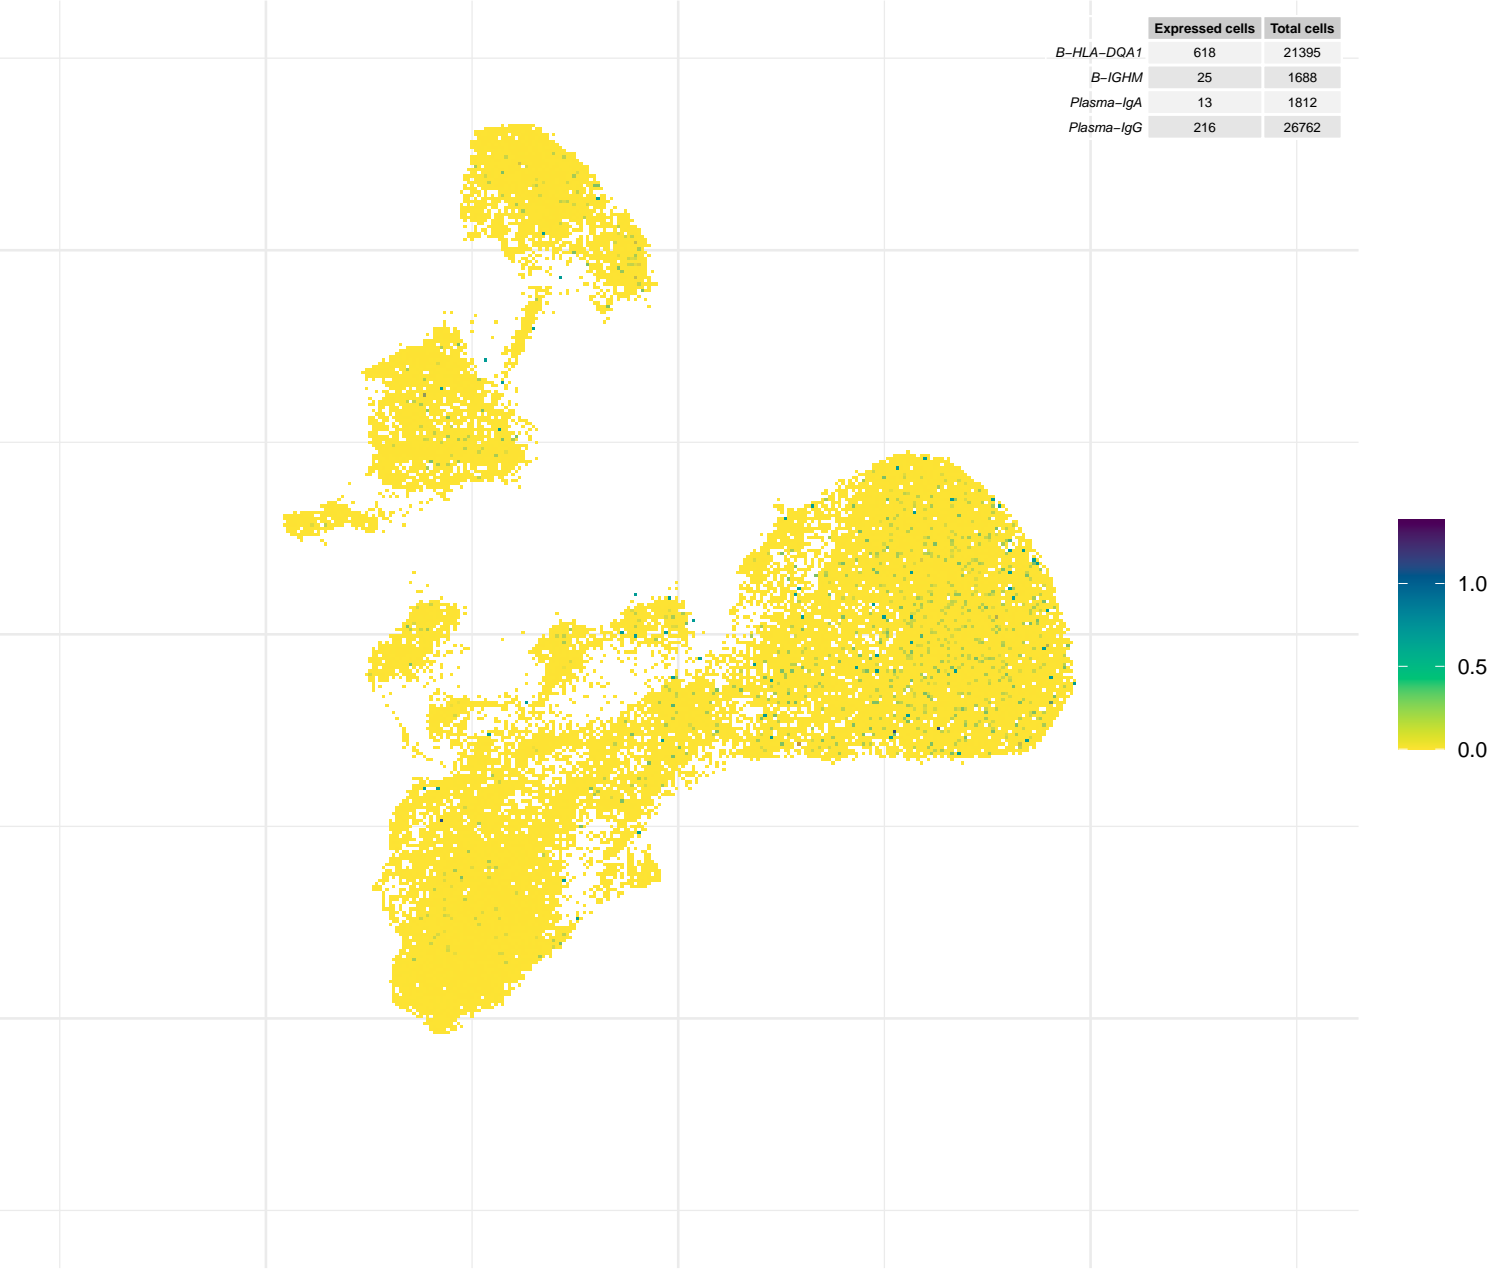 Expressed cells Total cells
B−HLA−DQA1 618 21395
B−IGHM 25 1688
Plasma−IgA 13 1812
Plasma−IgG 216 26762
1.0
0.5
0.0